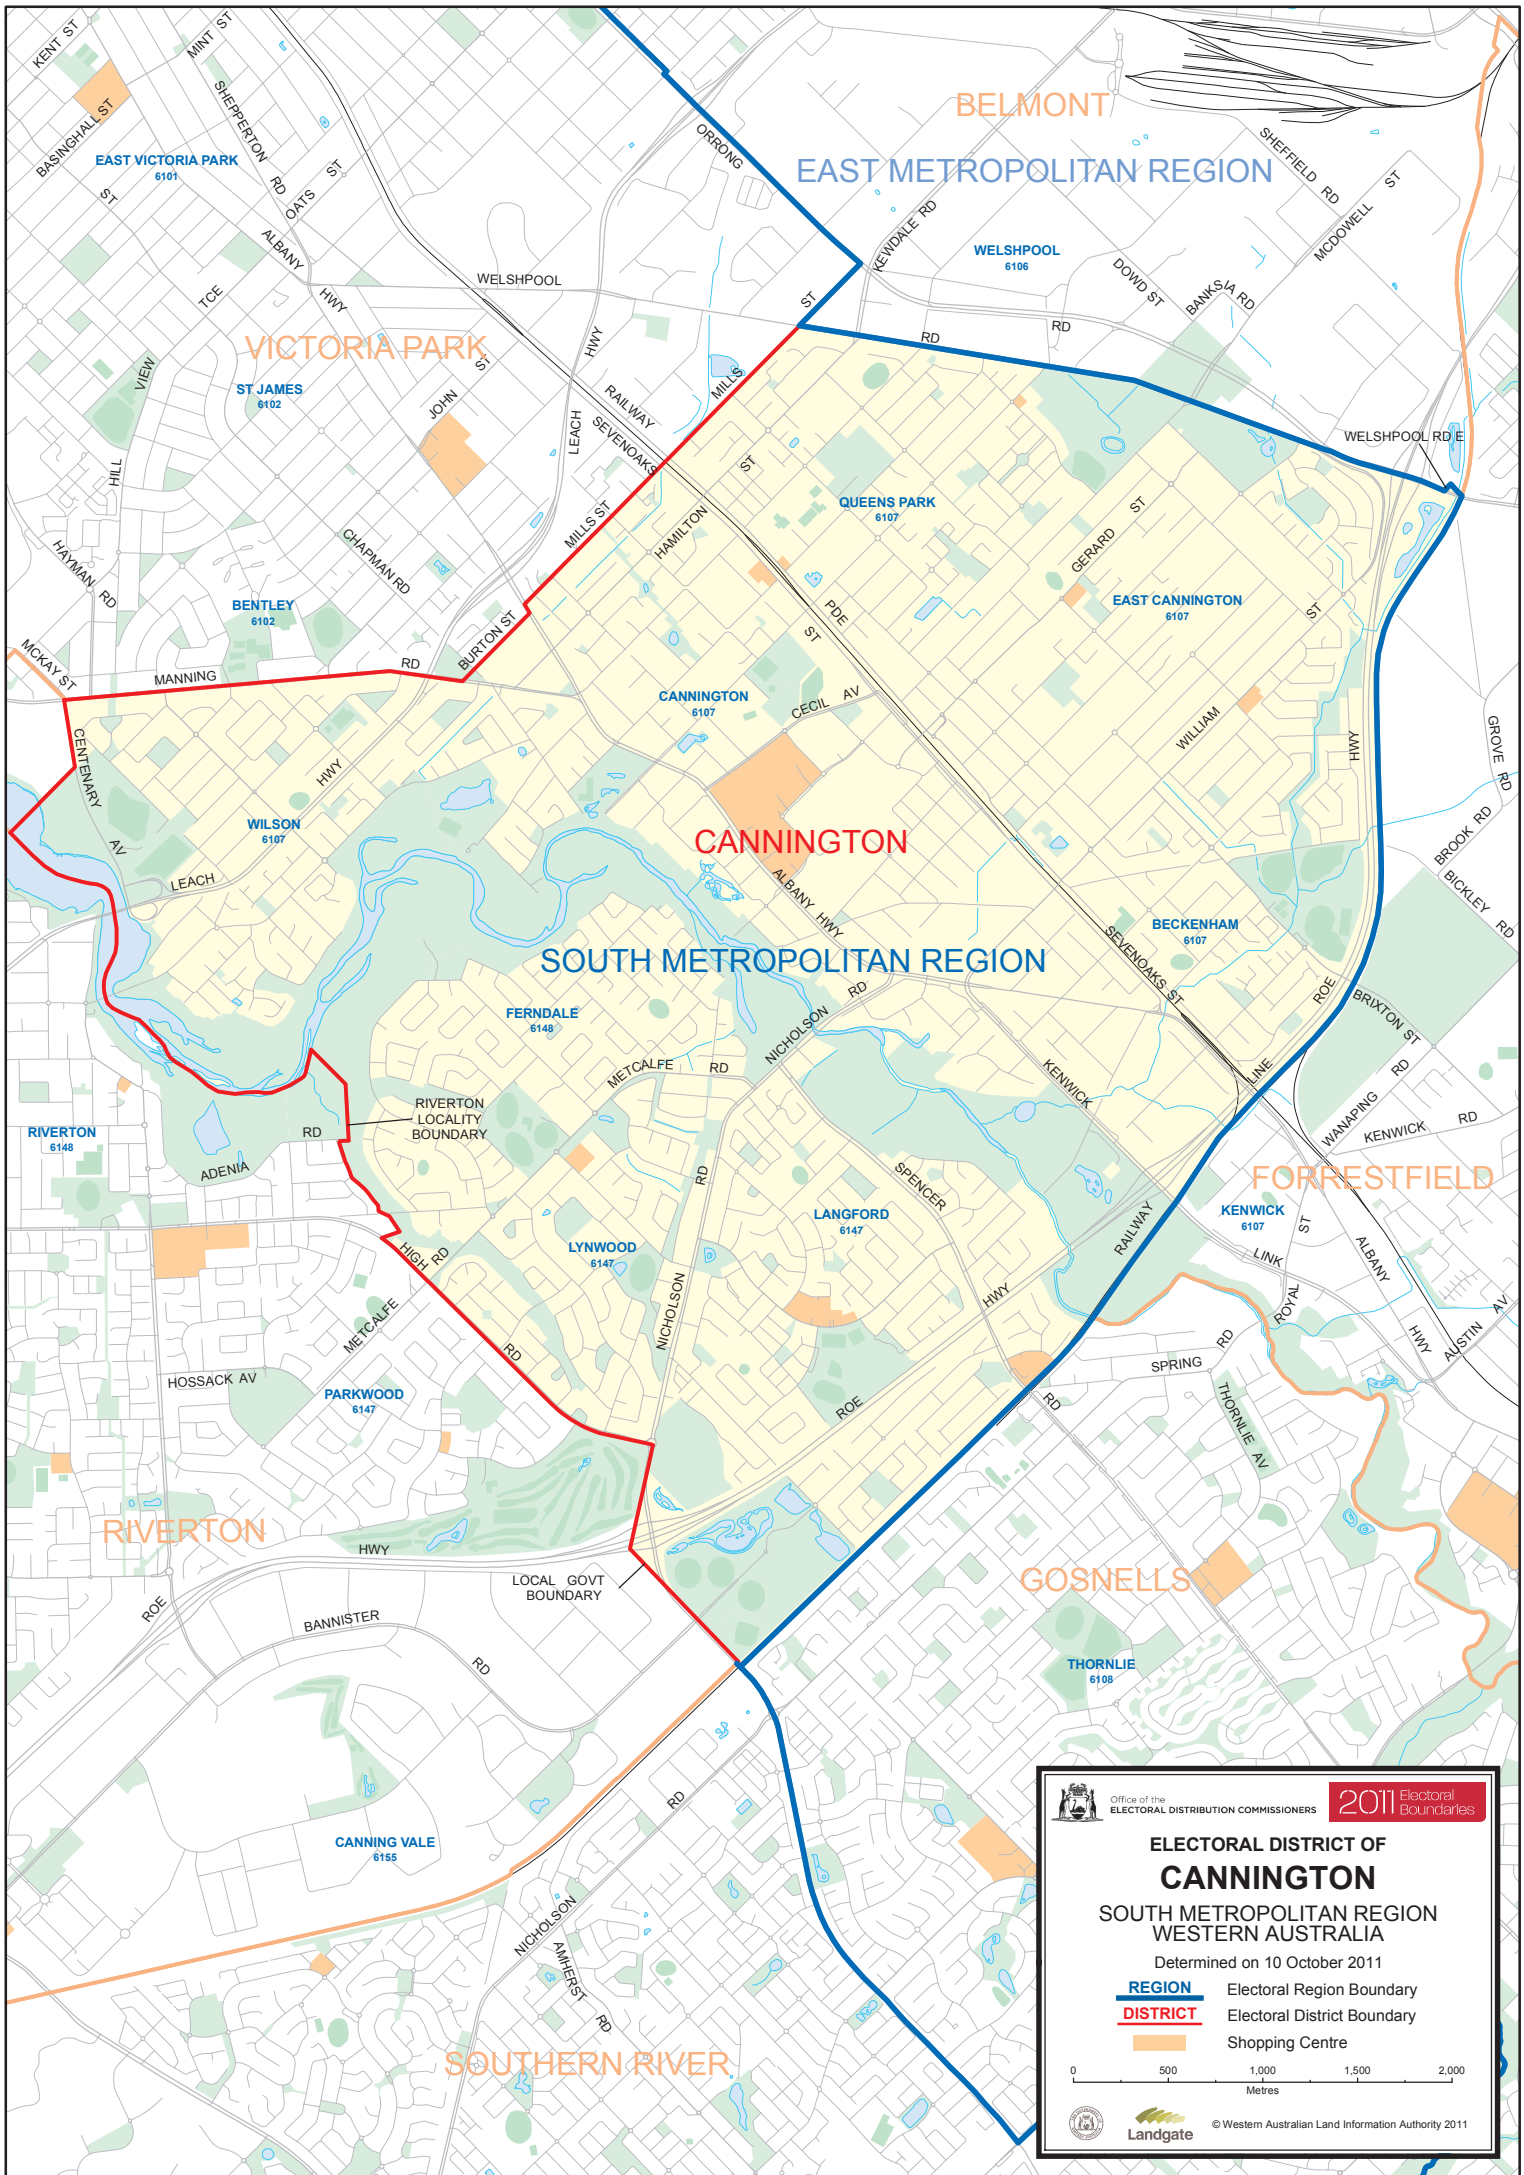 KENT ST
MINT ST
SHEPPERTON
RD
BASINGHALL ST
ST
EAST VICTORIA PARK
6101
OATS
ST
ALBANY
HWY
TCE
VIEW
HILL
VICTORIA PARK
ST JAMES
6102
JOHN
ST
WELSHPOOL
HWY
LEACH
RAILWAY
SEVENOAKS
MILLS
ST
ORRONG
BELMONT
EAST METROPOLITAN REGION
KEWDALE RD
WELSHPOOL
6106
SHEFFIELD
RD
MCDOWELL
ST
DOWD ST
BANKSIA RD
RD
RD
WELSHPOOL RD E
HAYMAN
RD
CHAPMAN RD
BENTLEY
6102
MCKAY ST
MANNING
RD
BURTON ST
MILLS ST
HAMILTON
ST
QUEENS PARK
6107
GERARD
ST
EAST CANNINGTON
6107
ST
PDE
ST
CANNINGTON
6107
CECIL
AV
WILLIAM
HWY
GROVE
RD
CENTENARY
AV
HWY
WILSON
6107
LEACH
CANNINGTON
ALBANY
HWY
BROOK
RD
BICKLEY
RD
BECKENHAM
6107
SOUTH METROPOLITAN REGION
SEVENOAKS
ST
ROE
BRIXTON
ST
FERNDALE
6148
NICHOLSON
RD
METCALFE
RD
KENWICK
LINE
WANAPING
RD
KENWICK
RD
RIVERTON
LOCALITY
BOUNDARY
RIVERTON
6148
RD
ADENIA
RD
SPENCER
LANGFORD
6147
FORRESTFIELD
KENWICK
6107
ST
RAILWAY
LINK
ROYAL
ALBANY
HWY
AUSTIN
AV
HIGH
RD
LYNWOOD
6147
NICHOLSON
HWY
METCALFE
RD
HOSSACK AV
PARKWOOD
6147
ROE
SPRING
RD
RD
THORNLIE
AV
RIVERTON
HWY
ROE
LOCAL GOVT
BOUNDARY
BANNISTER
RD
GOSNELLS
THORNLIE
6108
CANNING VALE
6155
RD
NICHOLSON
AMHERST
RD
SOUTHERN RIVER
Office of the
ELECTORAL DISTRIBUTION COMMISSIONERS
2011 Electoral
Boundaries
ELECTORAL DISTRICT OF
CANNINGTON
SOUTH METROPOLITAN REGION
WESTERN AUSTRALIA
Determined on 10 October 2011
REGION Electoral Region Boundary
DISTRICT Electoral District Boundary
Shopping Centre
0 500 1,000 1,500 2,000
Metres
Landgate
© Western Australian Land Information Authority 2011